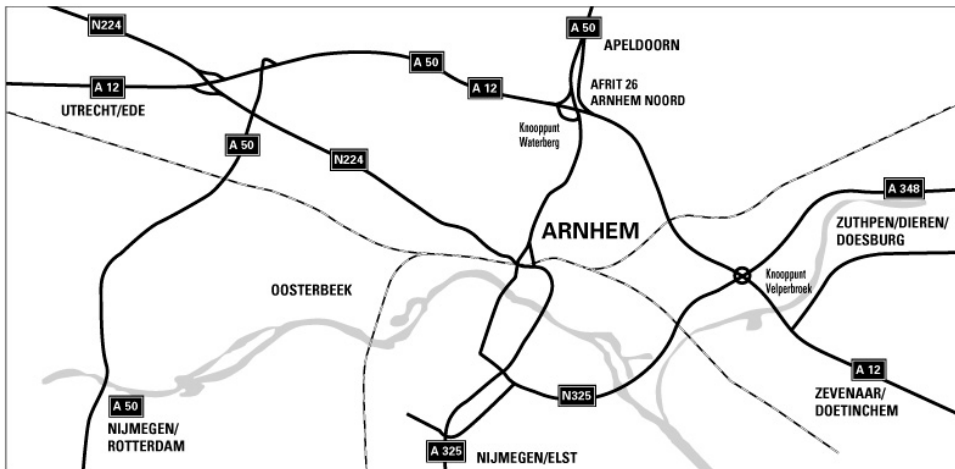 N224
A 50
APELDOORN
A 50
A 12
A 12
AFRIT 26
ARNHEM NOORD
UTRECHT/EDE
Knooppunt
Waterberg
A 50
N224
A 348
ZUTHPEN/DIEREN/
DOESBURG
ARNHEM
Knooppunt
Velperbroek
OOSTERBEEK
A 12
ZEVENAAR/
DOETINCHEM
N325
A 50
NIJMEGEN/
ROTTERDAM
A 325
NIJMEGEN/ELST